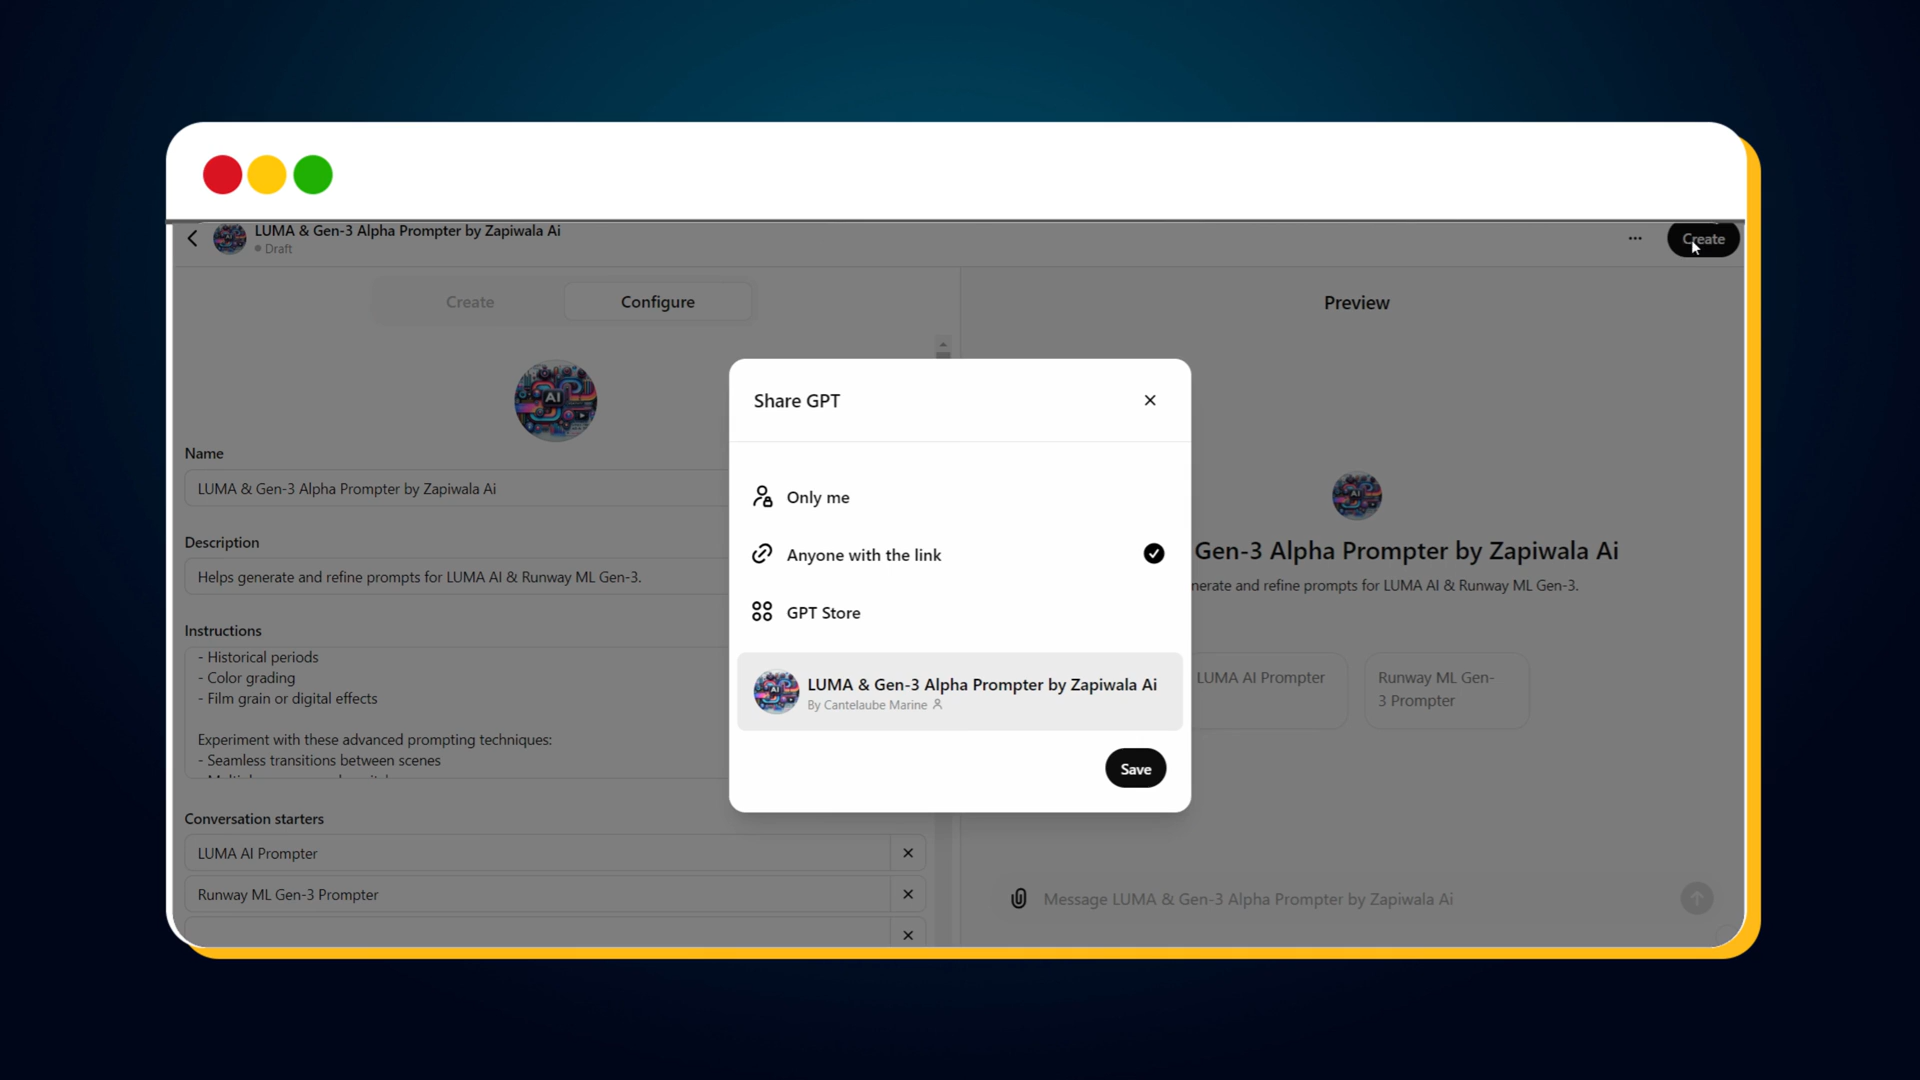 LUMA & Gen-3 Alpha Prompter by Zapiwala Ai
Draft
Create
Create
Configure
Preview
Name
LUMA & Gen-3 Alpha Prompter by Zapiwala Ai
Description
Helps generate and refine prompts for LUMA AI & Runway ML Gen-3.
Instructions
- Historical periods
- Color grading
- Film grain or digital effects
Experiment with these advanced prompting techniques:
- Seamless transitions between scenes
Conversation starters
LUMA AI Prompter
Runway ML Gen-3 Prompter
Share GPT
Only me
Anyone with the link
GPT Store
LUMA & Gen-3 Alpha Prompter by Zapiwala Ai
By Cantelaube Marine
Save
AI
Gen-3 Alpha Prompter by Zapiwala Ai
and refine prompts for LUMA AI & Runway ML Gen-3.
LUMA AI Prompter
Runway ML Gen-
3 Prompter
Message LUMA & Gen-3 Alpha Prompter by Zapiwala Ai